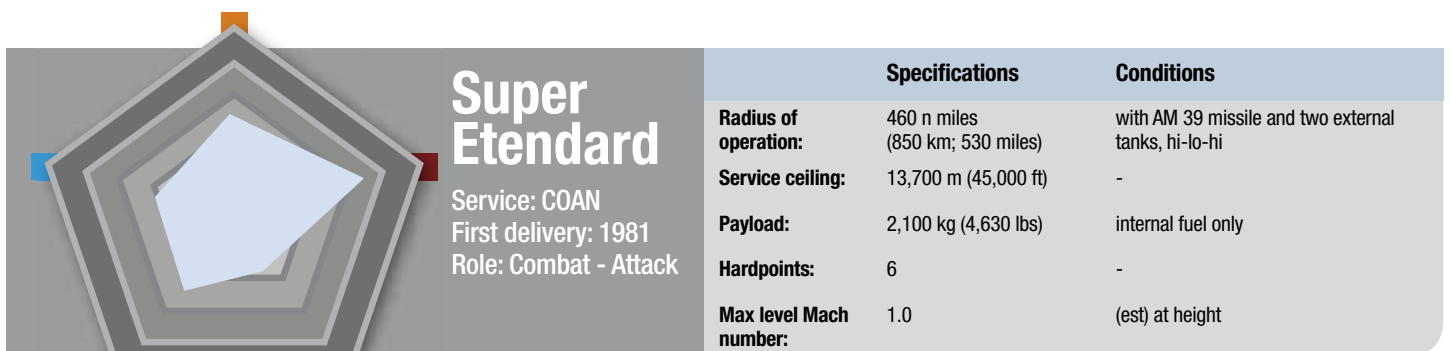 Super
Etendard
Service: COAN
First delivery: 1981
Role: Combat - Attack
Specifications Conditions
Radius of operation: 460 n miles (850 km; 530 miles) with AM 39 missile and two external tanks, hi-lo-hi
Service ceiling: 13,700 m (45,000 ft) -
Payload: 2,100 kg (4,630 lbs) internal fuel only
Hardpoints: 6 -
Max level Mach number: 1.0 (est) at height